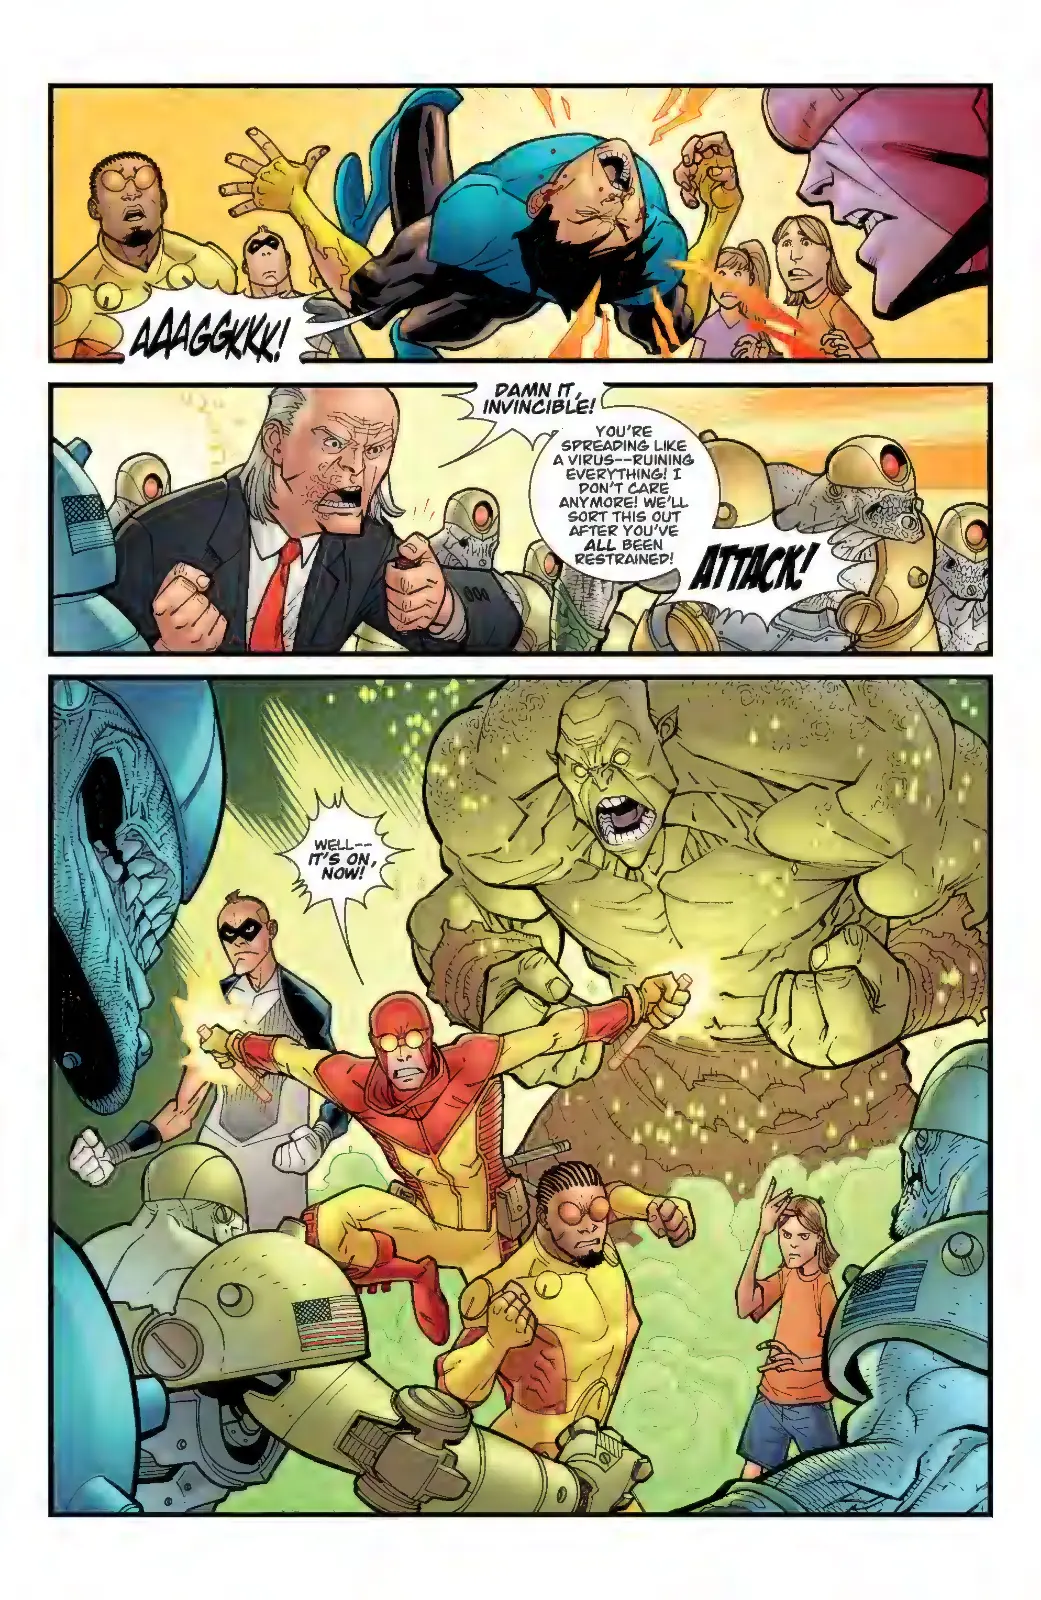 AAAGGKKK!
DAMN IT,
INVINCIBLE!
YOU'RE
SPREADING LIKE
A VIRUS--RUINING
EVERYTHING! I
DON'T CARE
ANYMORE! WE'LL
SORT THIS OUT
AFTER YOU'VE
ALL BEEN
RESTRAINED!
ATTACK!
WELL--
IT'S ON,
NOW!